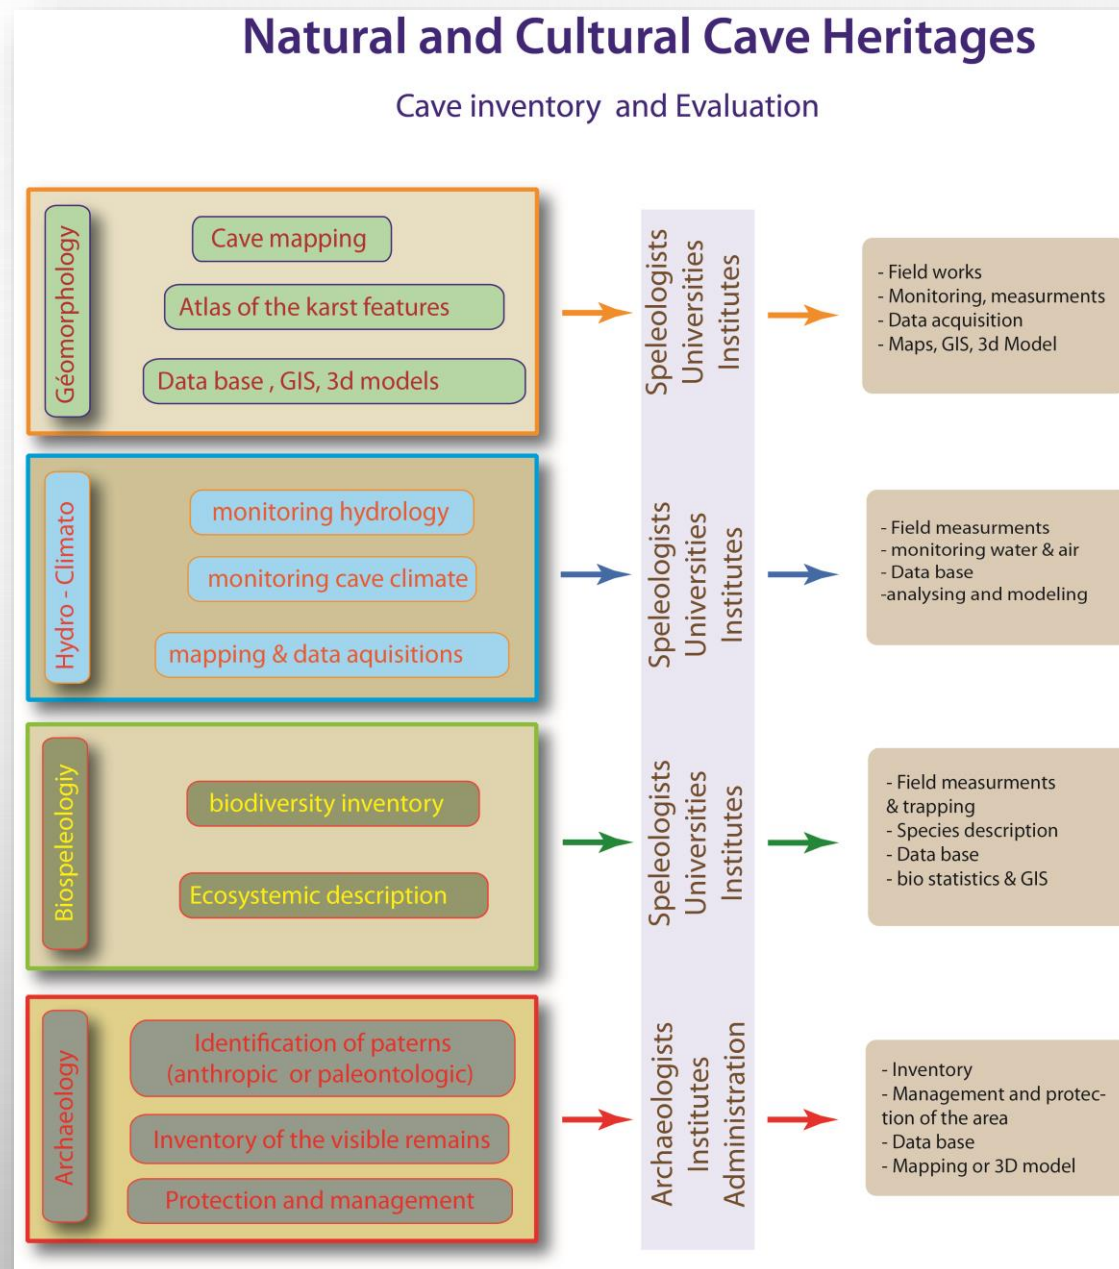 Natural and Cultural Cave Heritages
Cave inventory and Evaluation
Géomorphology
Cave mapping
Atlas of the karst features
Data base , GIS, 3d models
Speleologists
Universities
Institutes
- Field works
- Monitoring, measurments
- Data acquisition
- Maps, GIS, 3d Model
Hydro - Climato
monitoring hydrology
monitoring cave climate
mapping & data aquisitions
Speleologists
Universities
Institutes
- Field measurments
- monitoring water & air
- Data base
-analysing and modeling
Biospeleologiy
biodiversity inventory
Ecosystemic description
Speleologists
Universities
Institutes
- Field measurments
& trapping
- Species description
- Data base
- bio statistics & GIS
Archaeology
Identification of paterns
(anthropic or paleontologic)
Inventory of the visible remains
Protection and management
Archaeologists
Institutes
Administration
- Inventory
- Management and protec-
tion of the area
- Data base
- Mapping or 3D model